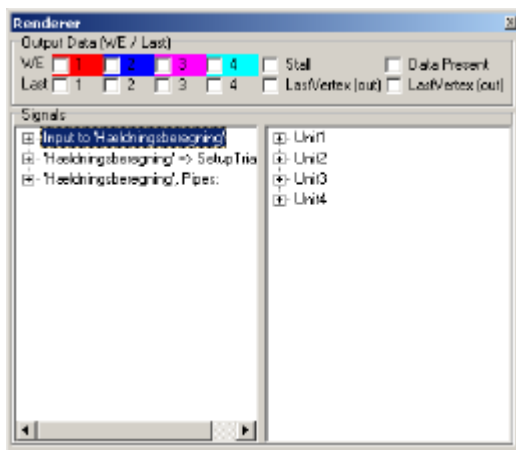 Renderer
Output Data (WE / Last)
WE 1 2 3 4 Stall Data Present
Last 1 2 3 4 LastVertex (out) LastVertex (out)
Signals
Input to 'Hældningsberegning'
'Hældningsberegning' => SetupTria
'Hældningsberegning', Pipes:
Unit1
Unit2
Unit3
Unit4